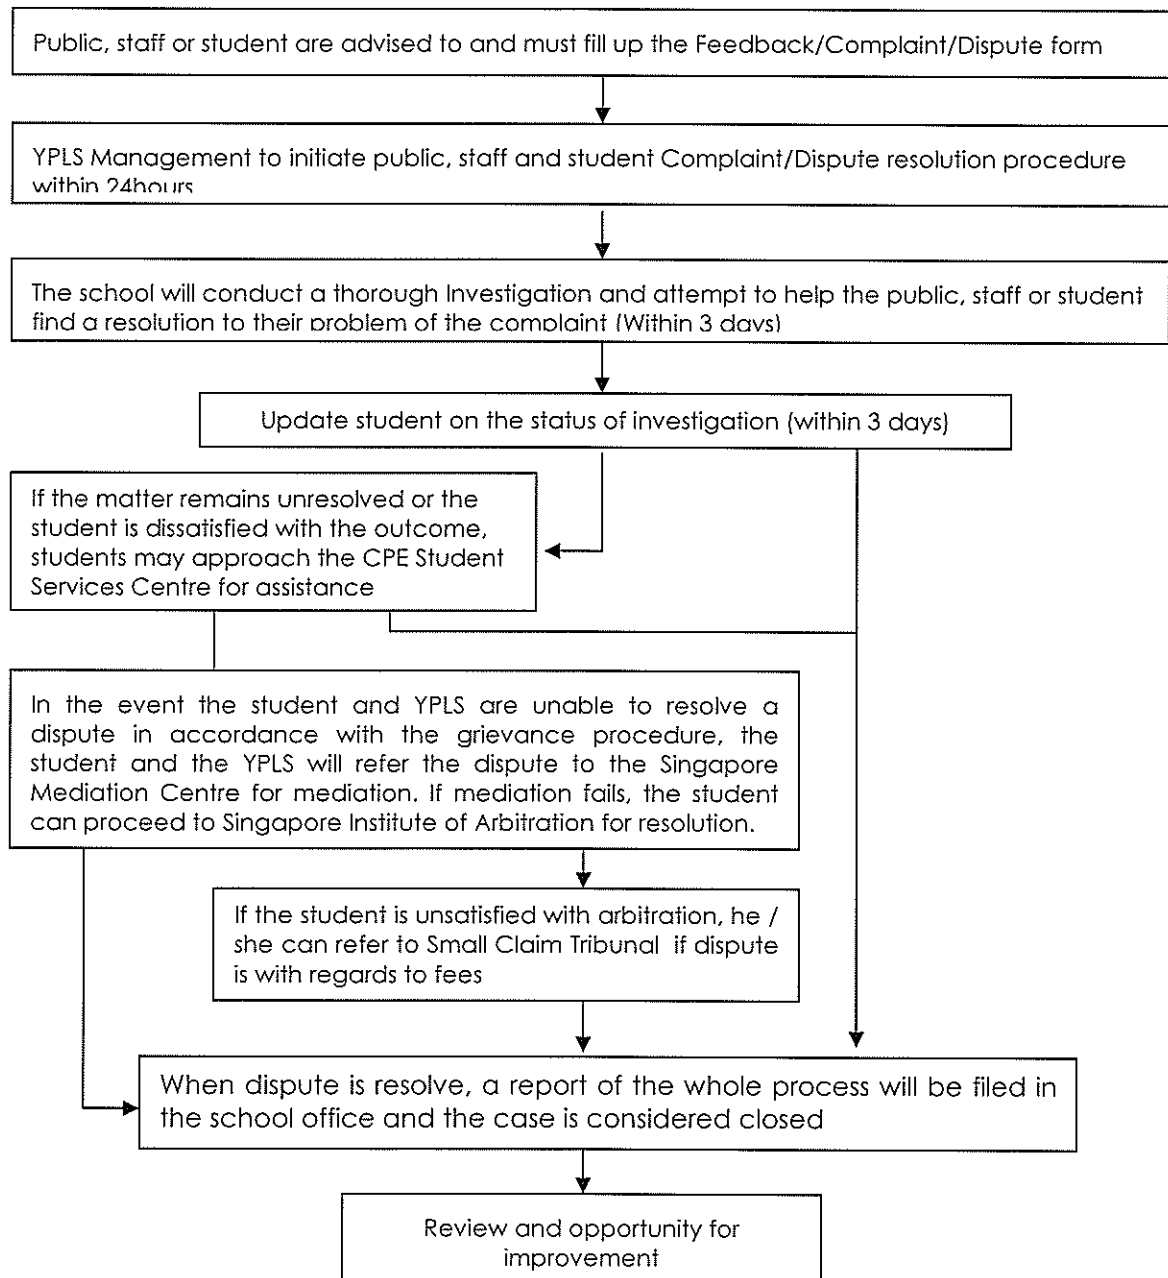 Public, staff or student are advised to and must fill up the Feedback/Complaint/Dispute form
YPLS Management to initiate public, staff and student Complaint/Dispute resolution procedure
within 24hours
The school will conduct a thorough Investigation and attempt to help the public, staff or student
find a resolution to their problem of the complaint (Within 3 days)
Update student on the status of investigation (within 3 days)
If the matter remains unresolved or the
student is dissatisfied with the outcome,
students may approach the CPE Student
Services Centre for assistance
In the event the student and YPLS are unable to resolve a
dispute in accordance with the grievance procedure, the
student and the YPLS will refer the dispute to the Singapore
Mediation Centre for mediation. If mediation fails, the student
can proceed to Singapore Institute of Arbitration for resolution.
If the student is unsatisfied with arbitration, he /
she can refer to Small Claim Tribunal if dispute
is with regards to fees
When dispute is resolve, a report of the whole process will be filed in
the school office and the case is considered closed
Review and opportunity for
improvement